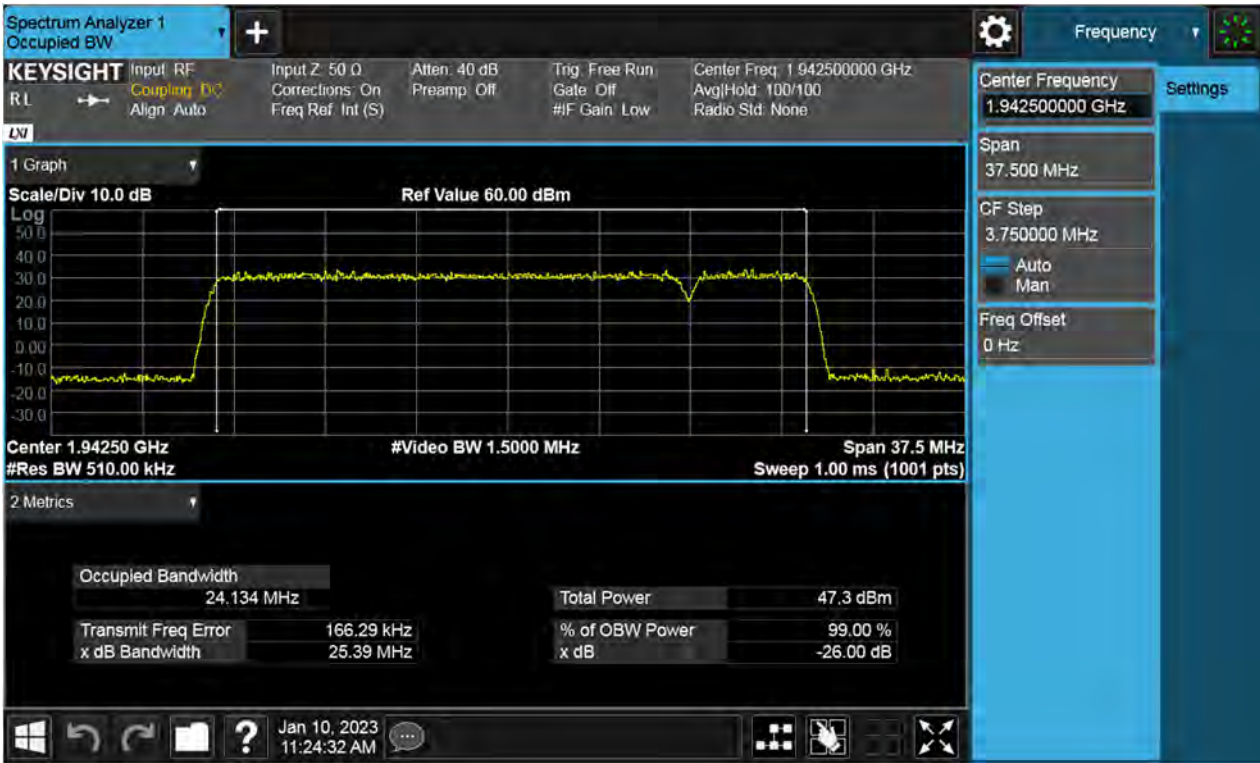 Spectrum Analyzer 1
Occupied BW
+
Frequency
KEYSIGHT
R L
LXI
Input: RF
Coupling: DC
Align: Auto
Input Z: 50 Ω
Corrections: On
Freq Ref: Int (S)
Atten: 40 dB
Preamp: Off
Trig: Free Run
Gate: Off
#IF Gain: Low
Center Freq: 1.942500000 GHz
Avg|Hold: 100/100
Radio Std: None
Center Frequency
1.942500000 GHz
Settings
Span
37.500 MHz
CF Step
3.750000 MHz
Auto
Man
Freq Offset
0 Hz
1 Graph
Scale/Div 10.0 dB
Ref Value 60.00 dBm
Log
50.0
40.0
30.0
20.0
10.0
0.00
-10.0
-20.0
-30.0
Center 1.94250 GHz
#Video BW 1.5000 MHz
Span 37.5 MHz
#Res BW 510.00 kHz
Sweep 1.00 ms (1001 pts)
2 Metrics
Occupied Bandwidth
24.134 MHz
Total Power 47.3 dBm
Transmit Freq Error 166.29 kHz
% of OBW Power 99.00 %
x dB Bandwidth 25.39 MHz
x dB -26.00 dB
?
Jan 10, 2023
11:24:32 AM